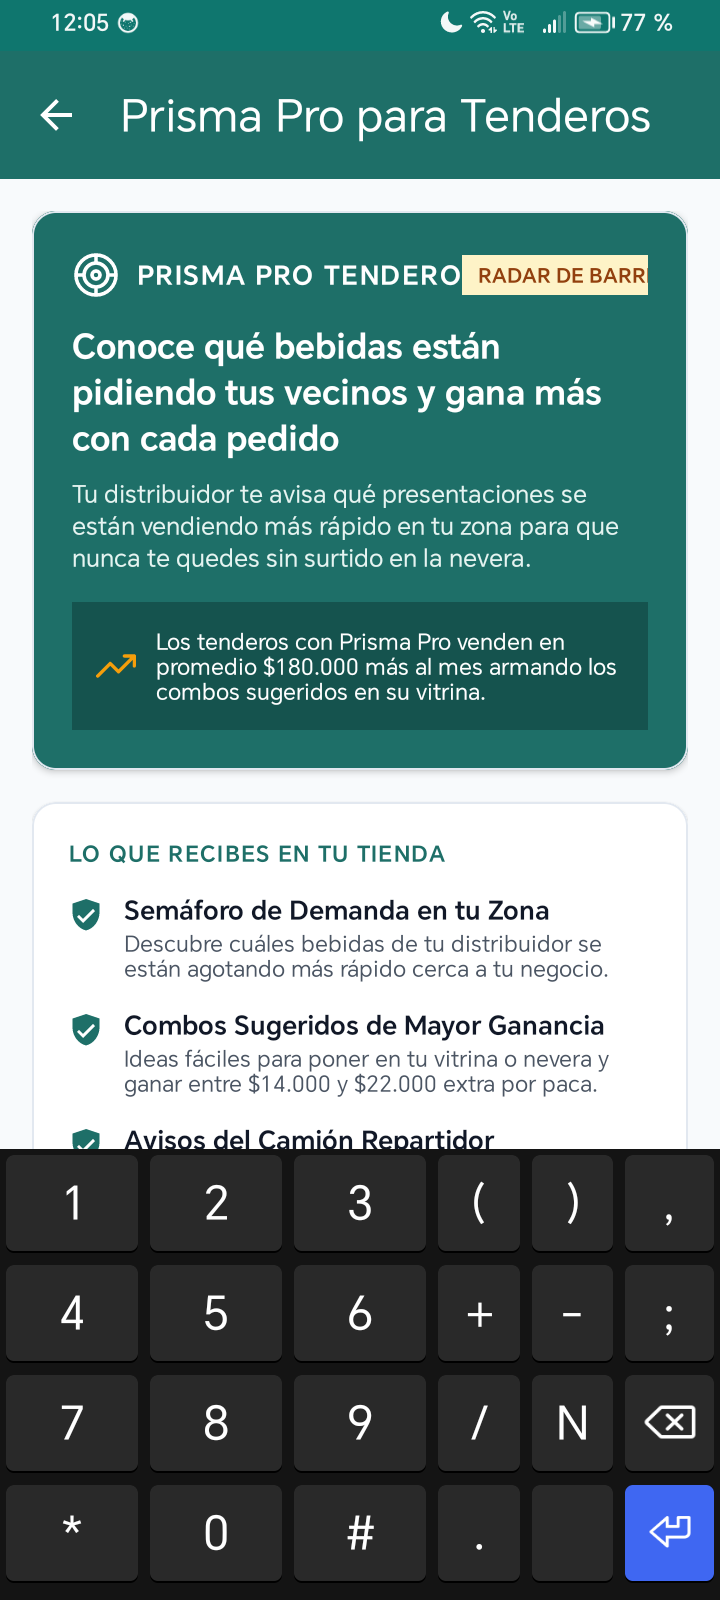 12:05
Vo
LTE
77 %
Prisma Pro para Tenderos
PRISMA PRO TENDERO
RADAR DE BARRI
Conoce qué bebidas están
pidiendo tus vecinos y gana más
con cada pedido
Tu distribuidor te avisa qué presentaciones se
están vendiendo más rápido en tu zona para que
nunca te quedes sin surtido en la nevera.
Los tenderos con Prisma Pro venden en
promedio $180.000 más al mes armando los
combos sugeridos en su vitrina.
LO QUE RECIBES EN TU TIENDA
Semáforo de Demanda en tu Zona
Descubre cuáles bebidas de tu distribuidor se
están agotando más rápido cerca a tu negocio.
Combos Sugeridos de Mayor Ganancia
Ideas fáciles para poner en tu vitrina o nevera y
ganar entre $14.000 y $22.000 extra por paca.
Avisos del Camión Repartidor
1 2 3 ( ) ,
4 5 6 + - ;
7 8 9 / N
* 0 # .